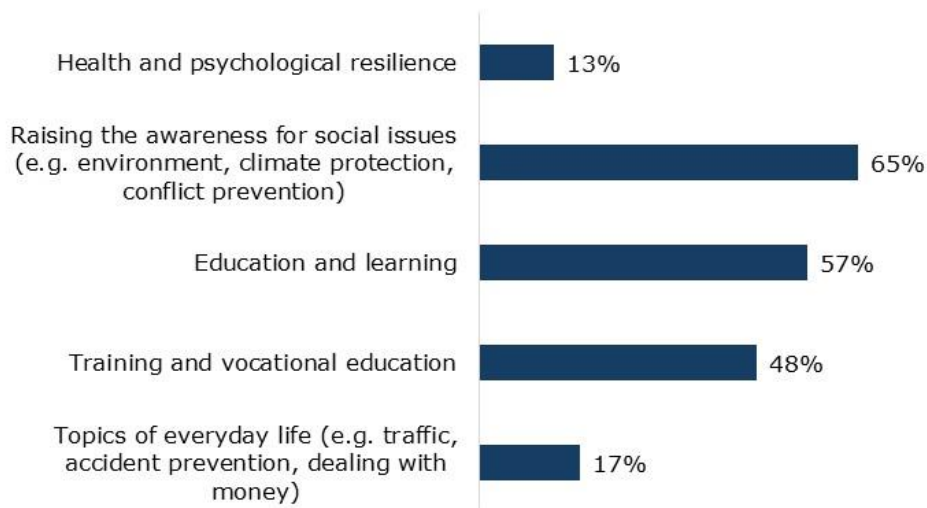 Health and psychological resilience
13%
Raising the awareness for social issues
(e.g. environment, climate protection,
conflict prevention)
65%
Education and learning
57%
Training and vocational education
48%
Topics of everyday life (e.g. traffic,
accident prevention, dealing with
money)
17%